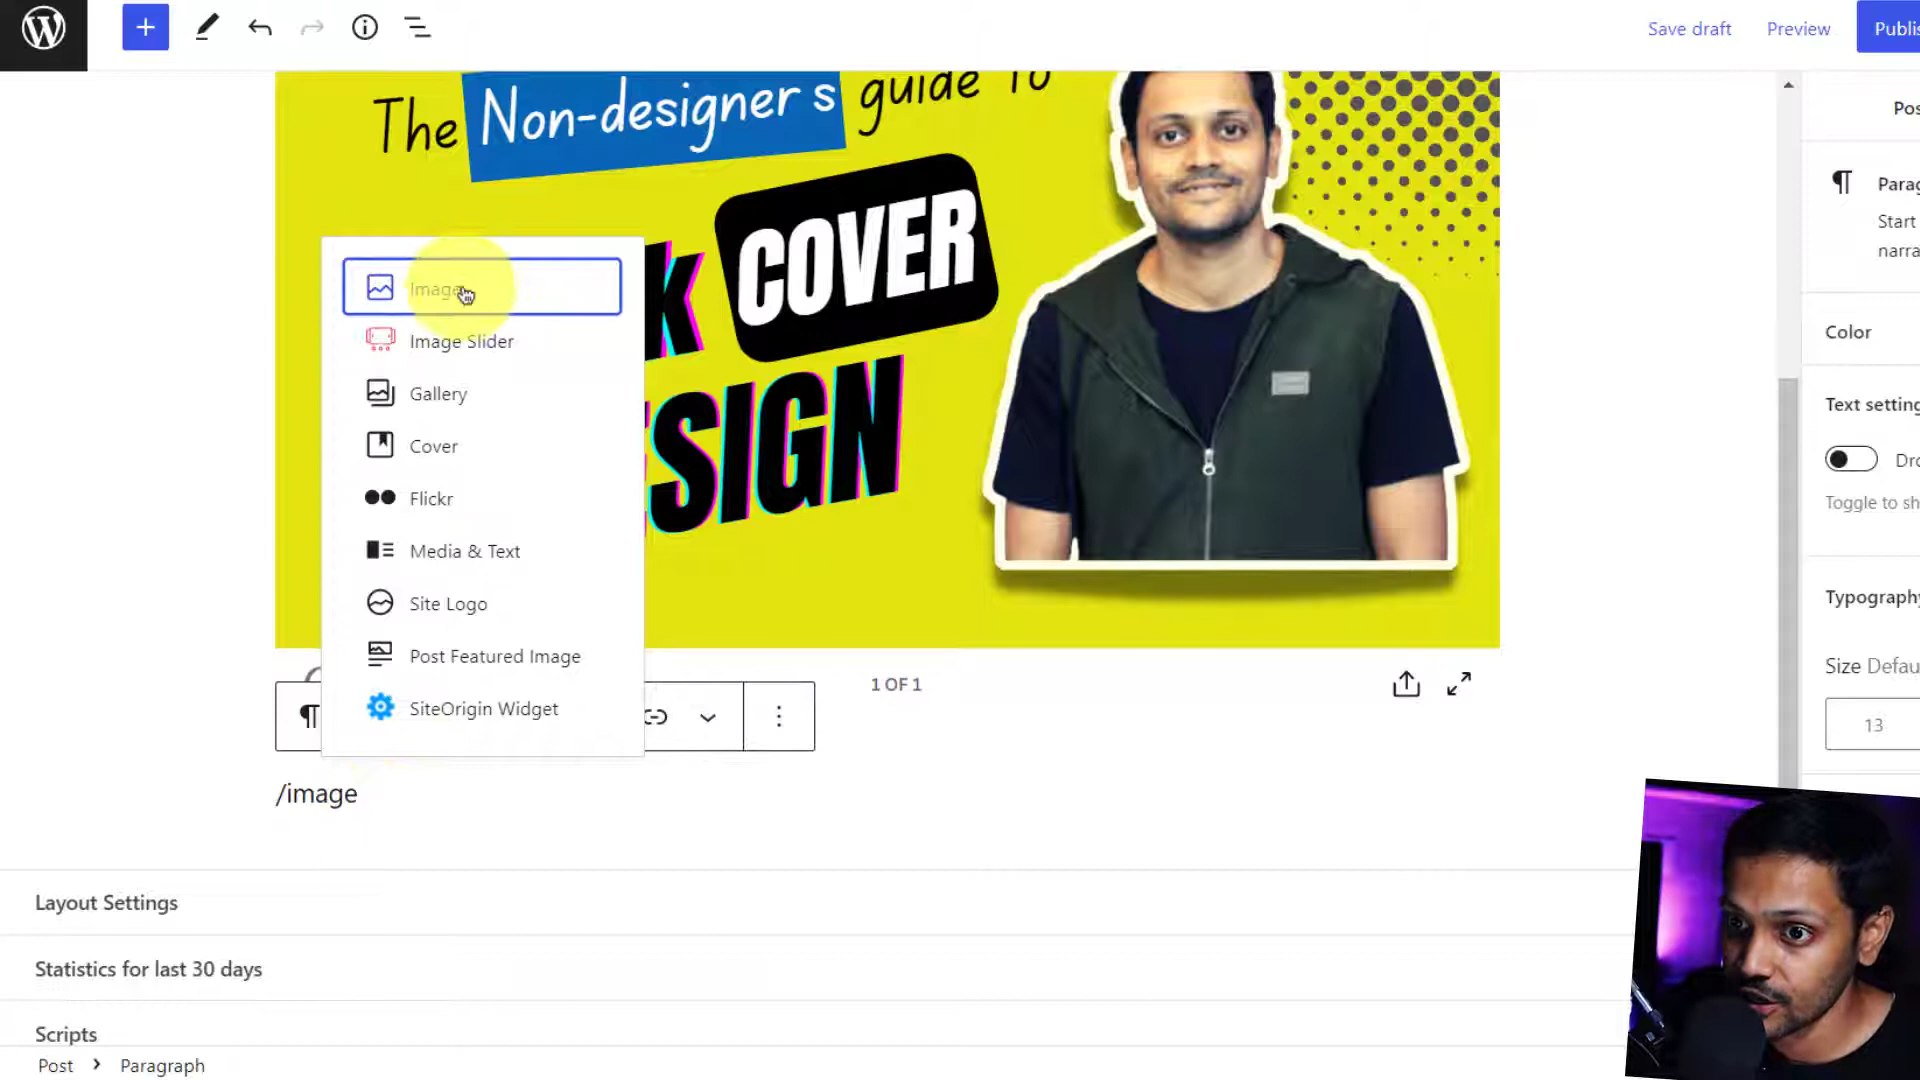 Save draft
Preview
Publis
The Non-designer's guide to
k COVER
SIGN
Image
Image Slider
Gallery
Cover
Flickr
Media & Text
Site Logo
Post Featured Image
SiteOrigin Widget
1 OF 1
/image
Pos
Parag
Start
narra
Color
Text setting
Dro
Toggle to sh
Typography
Size Defau
13
Layout Settings
Statistics for last 30 days
Scripts
Post
Paragraph